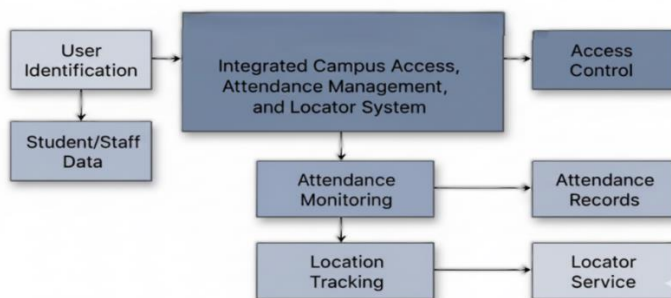 User
Identification
Integrated Campus Access,
Attendance Management,
and Locator System
Access
Control
Student/Staff
Data
Attendance
Monitoring
Attendance
Records
Location
Tracking
Locator
Service